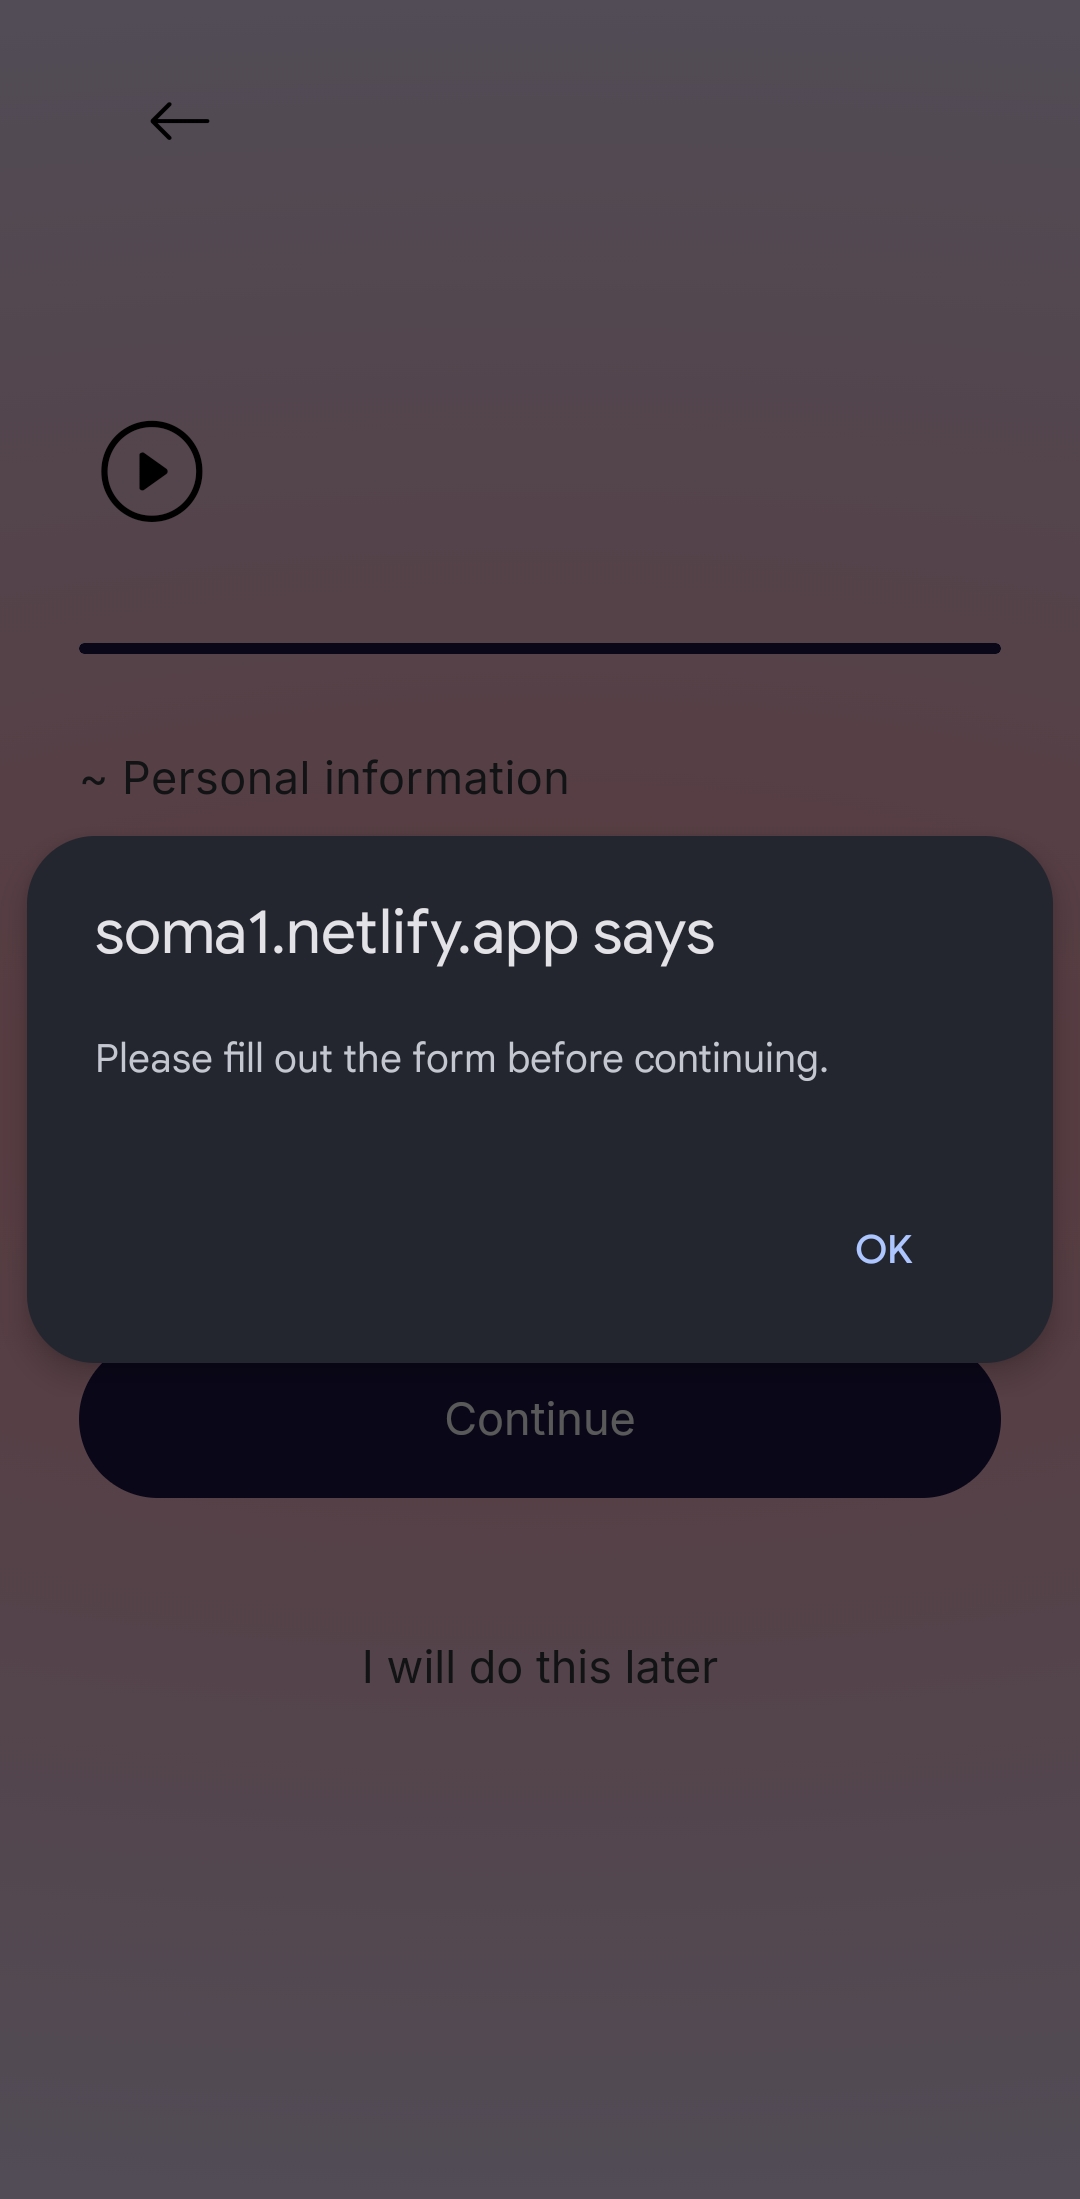 ~ Personal information
soma1.netlify.app says
Please fill out the form before continuing.
OK
Continue
I will do this later